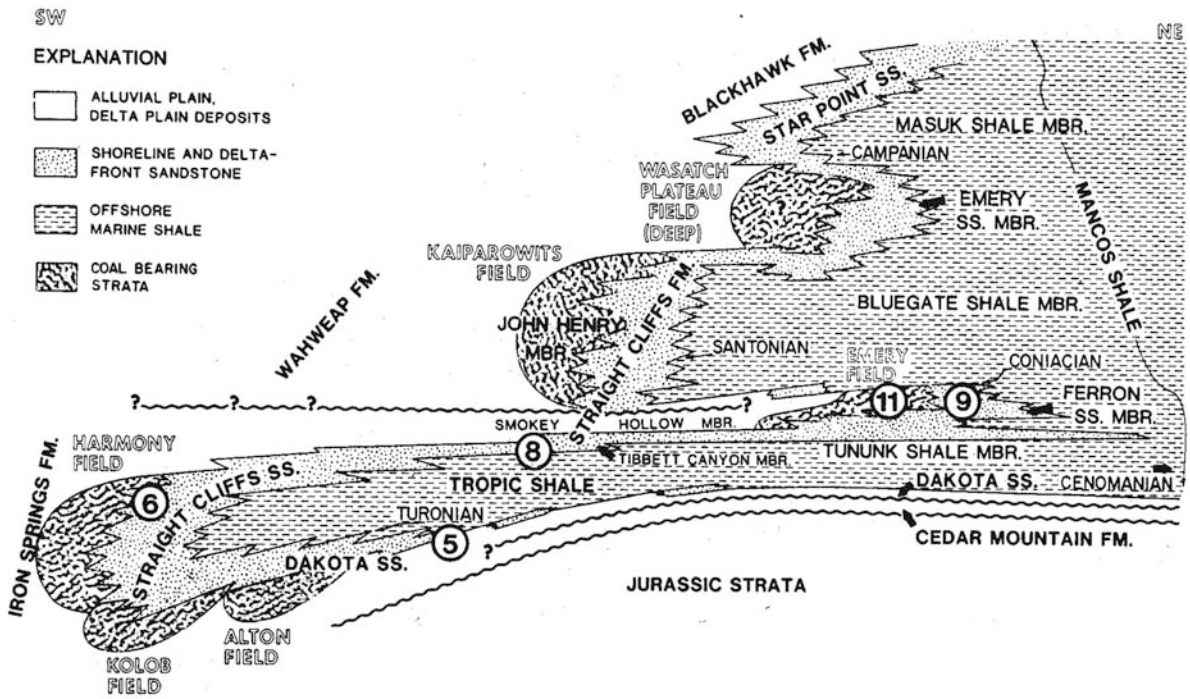 SW
NE
EXPLANATION
ALLUVIAL PLAIN,
DELTA PLAIN DEPOSITS
SHORELINE AND DELTA-
FRONT SANDSTONE
OFFSHORE
MARINE SHALE
COAL BEARING
STRATA
BLACKHAWK FM.
STAR POINT SS.
MASUK SHALE MBR.
CAMPANIAN
WASATCH
PLATEAU
FIELD
(DEEP)
?
EMERY
SS. MBR.
MANCOS SHALE
KAIPAROWITS
FIELD
WAHWEAP FM.
JOHN HENRY
MBR.
STRAIGHT CLIFFS FM.
BLUEGATE SHALE MBR.
SANTONIAN
EMERY
FIELD
CONIACIAN
11
9
FERRON
SS. MBR.
? ? ? ?
SMOKEY HOLLOW MBR.
8
TIBBETT CANYON MBR.
TUNUNK SHALE MBR.
HARMONY
FIELD
IRON SPRINGS FM.
6
STRAIGHT CLIFFS SS.
TROPIC SHALE
DAKOTA SS.
CENOMANIAN
TURONIAN
5
?
CEDAR MOUNTAIN FM.
DAKOTA SS.
JURASSIC STRATA
ALTON
FIELD
KOLOB
FIELD